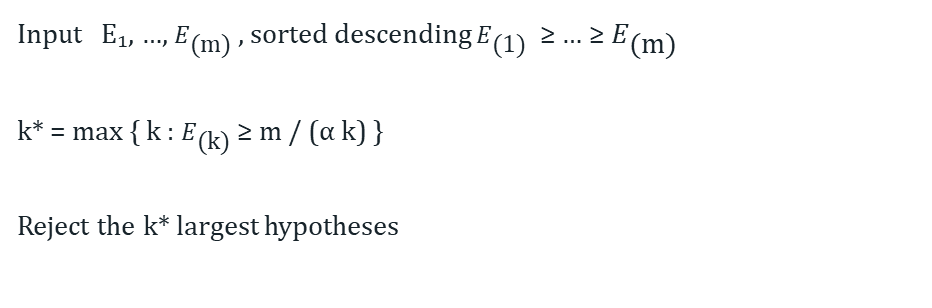 Input E₁, ..., E(m) , sorted descending E(1) ≥ ... ≥ E(m)
k* = max { k : E(k) ≥ m / (α k) }
Reject the k* largest hypotheses